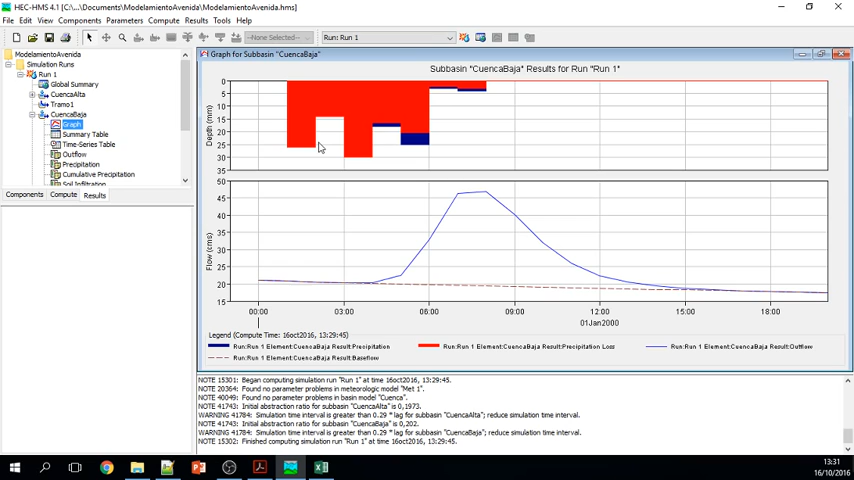 HEC-HMS 4.1 [C:\...\Documents\ModelamientoAvenida\ModelamientoAvenida.hms]
File Edit View Components Parameters Compute Results Tools Help
--None Selected--
Run: Run 1
ModelamientoAvenida
Simulation Runs
Run 1
Global Summary
CuencaAlta
Tramo1
CuencaBaja
Graph
Summary Table
Time-Series Table
Outflow
Precipitation
Cumulative Precipitation
Soil Infiltration
Components Compute Results
Graph for Subbasin "CuencaBaja"
Subbasin "CuencaBaja" Results for Run "Run 1"
Depth (mm)
0
5
10
15
20
25
30
35
Flow (cms)
50
45
40
35
30
25
20
15
00:00 03:00 06:00 09:00 12:00 15:00 18:00
01Jan2000
Legend (Compute Time: 16oct2016, 13:29:45)
Run:Run 1 Element:CuencaBaja Result:Precipitation
Run:Run 1 Element:CuencaBaja Result:Precipitation Loss
Run:Run 1 Element:CuencaBaja Result:Outflow
Run:Run 1 Element:CuencaBaja Result:Baseflow
NOTE 15301: Began computing simulation run "Run 1" at time 16oct2016, 13:29:45.
NOTE 20364: Found no parameter problems in meteorologic model "Met 1".
NOTE 40049: Found no parameter problems in basin model "Cuenca".
NOTE 41743: Initial abstraction ratio for subbasin "CuencaAlta" is 0,1973.
WARNING 41784: Simulation time interval is greater than 0.29 * lag for subbasin "CuencaAlta"; reduce simulation time interval.
NOTE 41743: Initial abstraction ratio for subbasin "CuencaBaja" is 0,202.
WARNING 41784: Simulation time interval is greater than 0.29 * lag for subbasin "CuencaBaja"; reduce simulation time interval.
NOTE 15302: Finished computing simulation run "Run 1" at time 16oct2016, 13:29:45.
13:31
16/10/2016